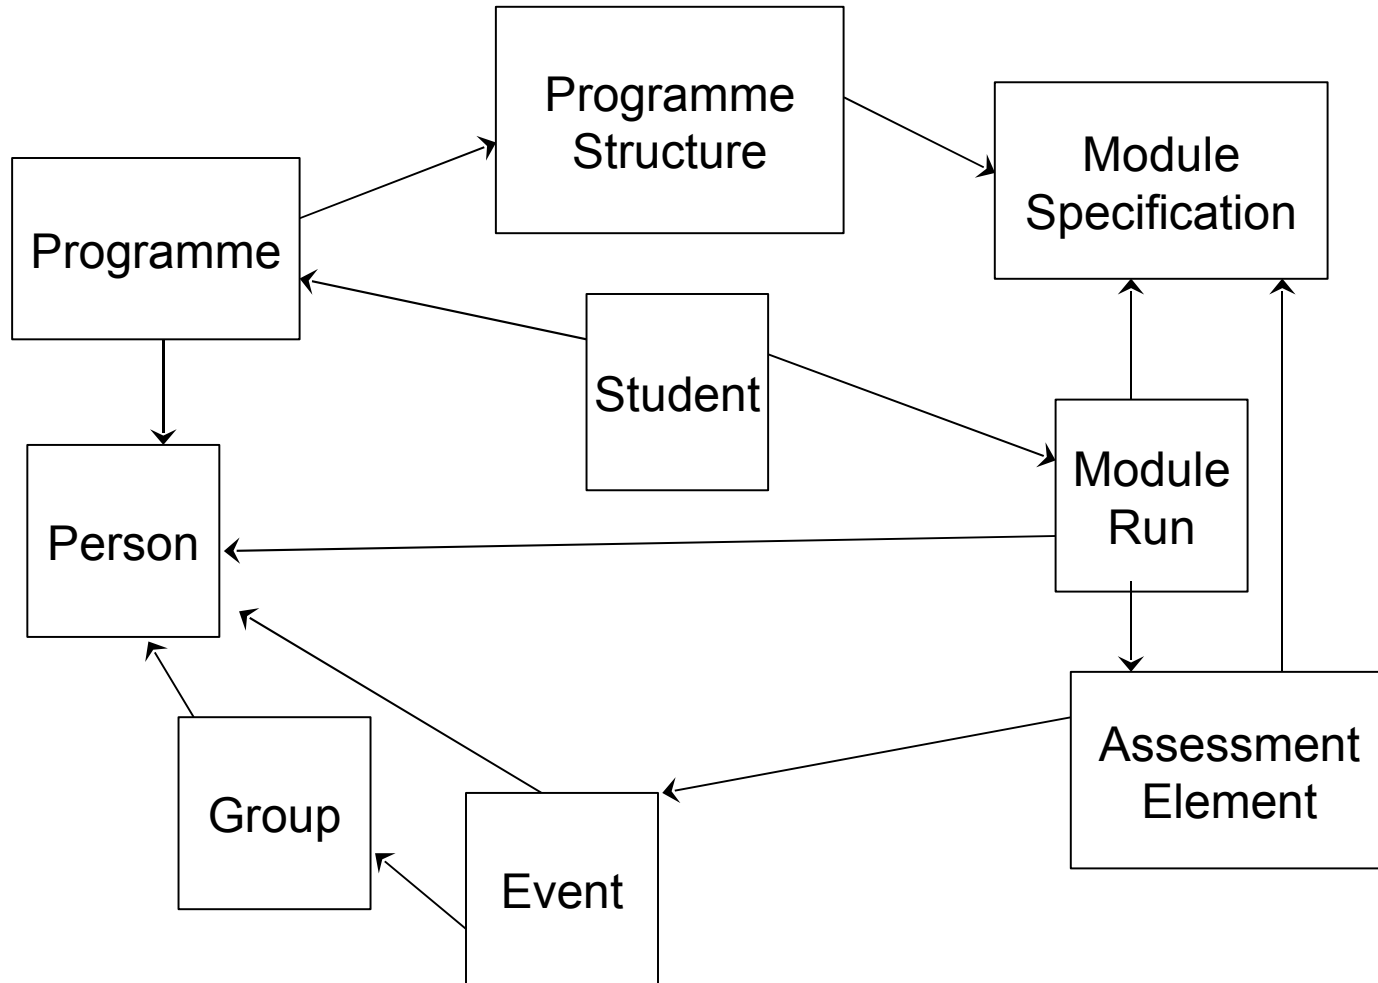 Programme
Structure
Module
Specification
Programme
Student
Module
Run
Person
Assessment
Element
Group
Event